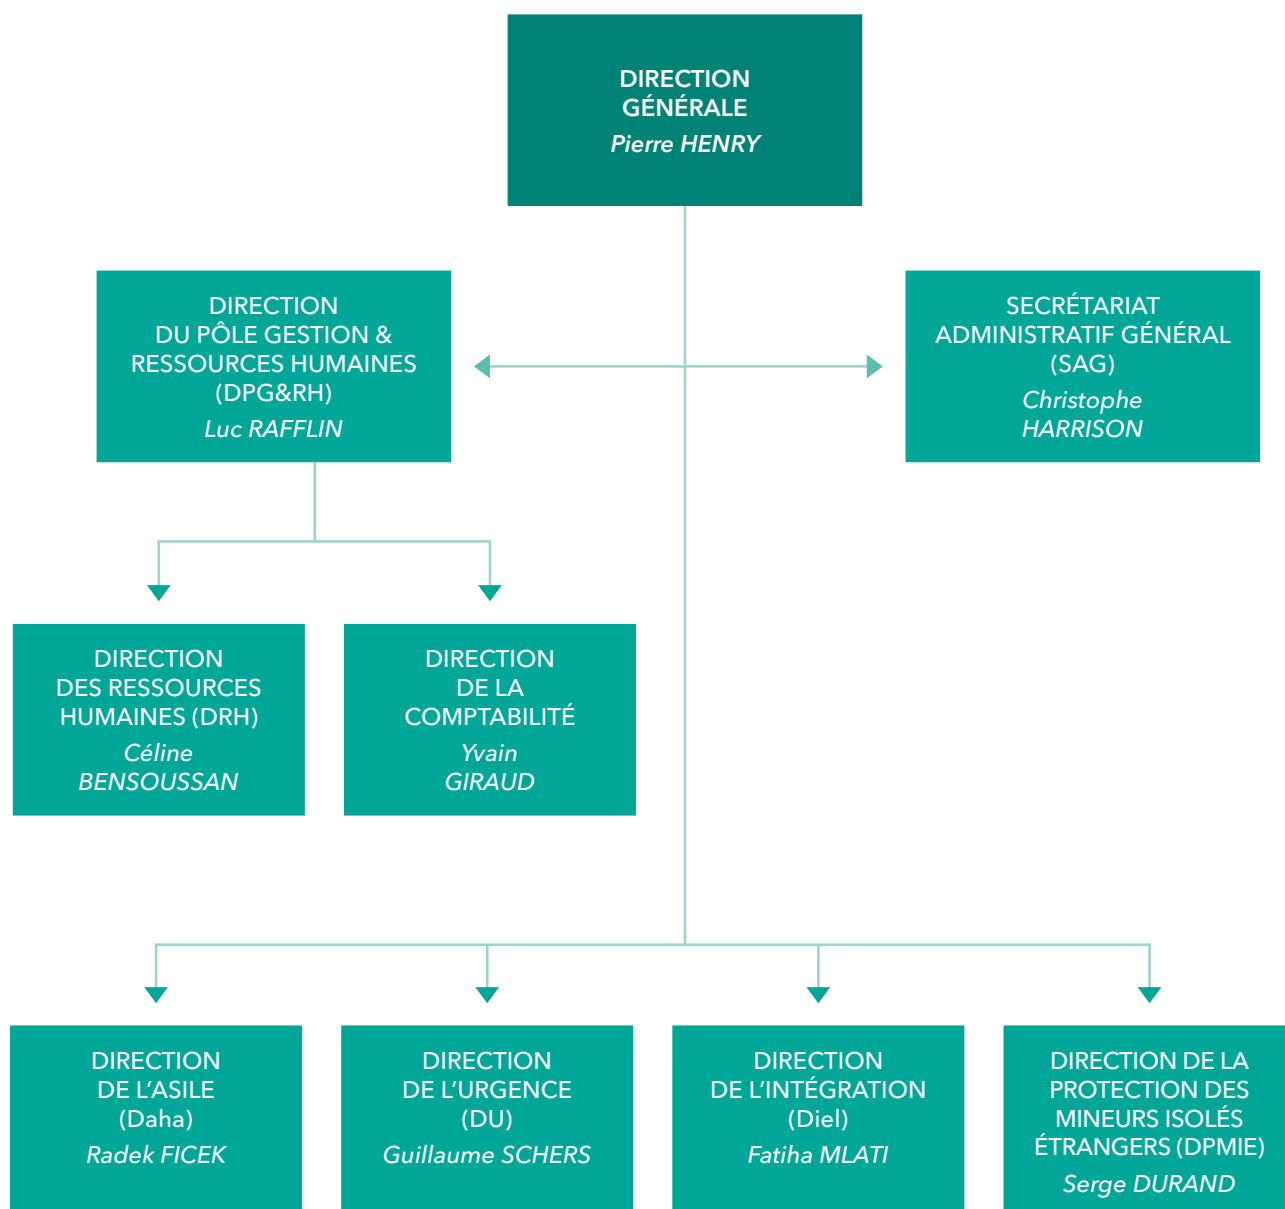 DIRECTION
GÉNÉRALE
Pierre HENRY
DIRECTION
DU PÔLE GESTION &
RESSOURCES HUMAINES
(DPG&RH)
Luc RAFFLIN
SECRÉTARIAT
ADMINISTRATIF GÉNÉRAL
(SAG)
Christophe
HARRISON
DIRECTION
DES RESSOURCES
HUMAINES (DRH)
Céline
BENSOUSSAN
DIRECTION
DE LA
COMPTABILITÉ
Yvain
GIRAUD
DIRECTION
DE L’ASILE
(Daha)
Radek FICEK
DIRECTION
DE L’URGENCE
(DU)
Guillaume SCHERS
DIRECTION
DE L’INTÉGRATION
(Diel)
Fatiha MLATI
DIRECTION DE LA
PROTECTION DES
MINEURS ISOLÉS
ÉTRANGERS (DPMIE)
Serge DURAND